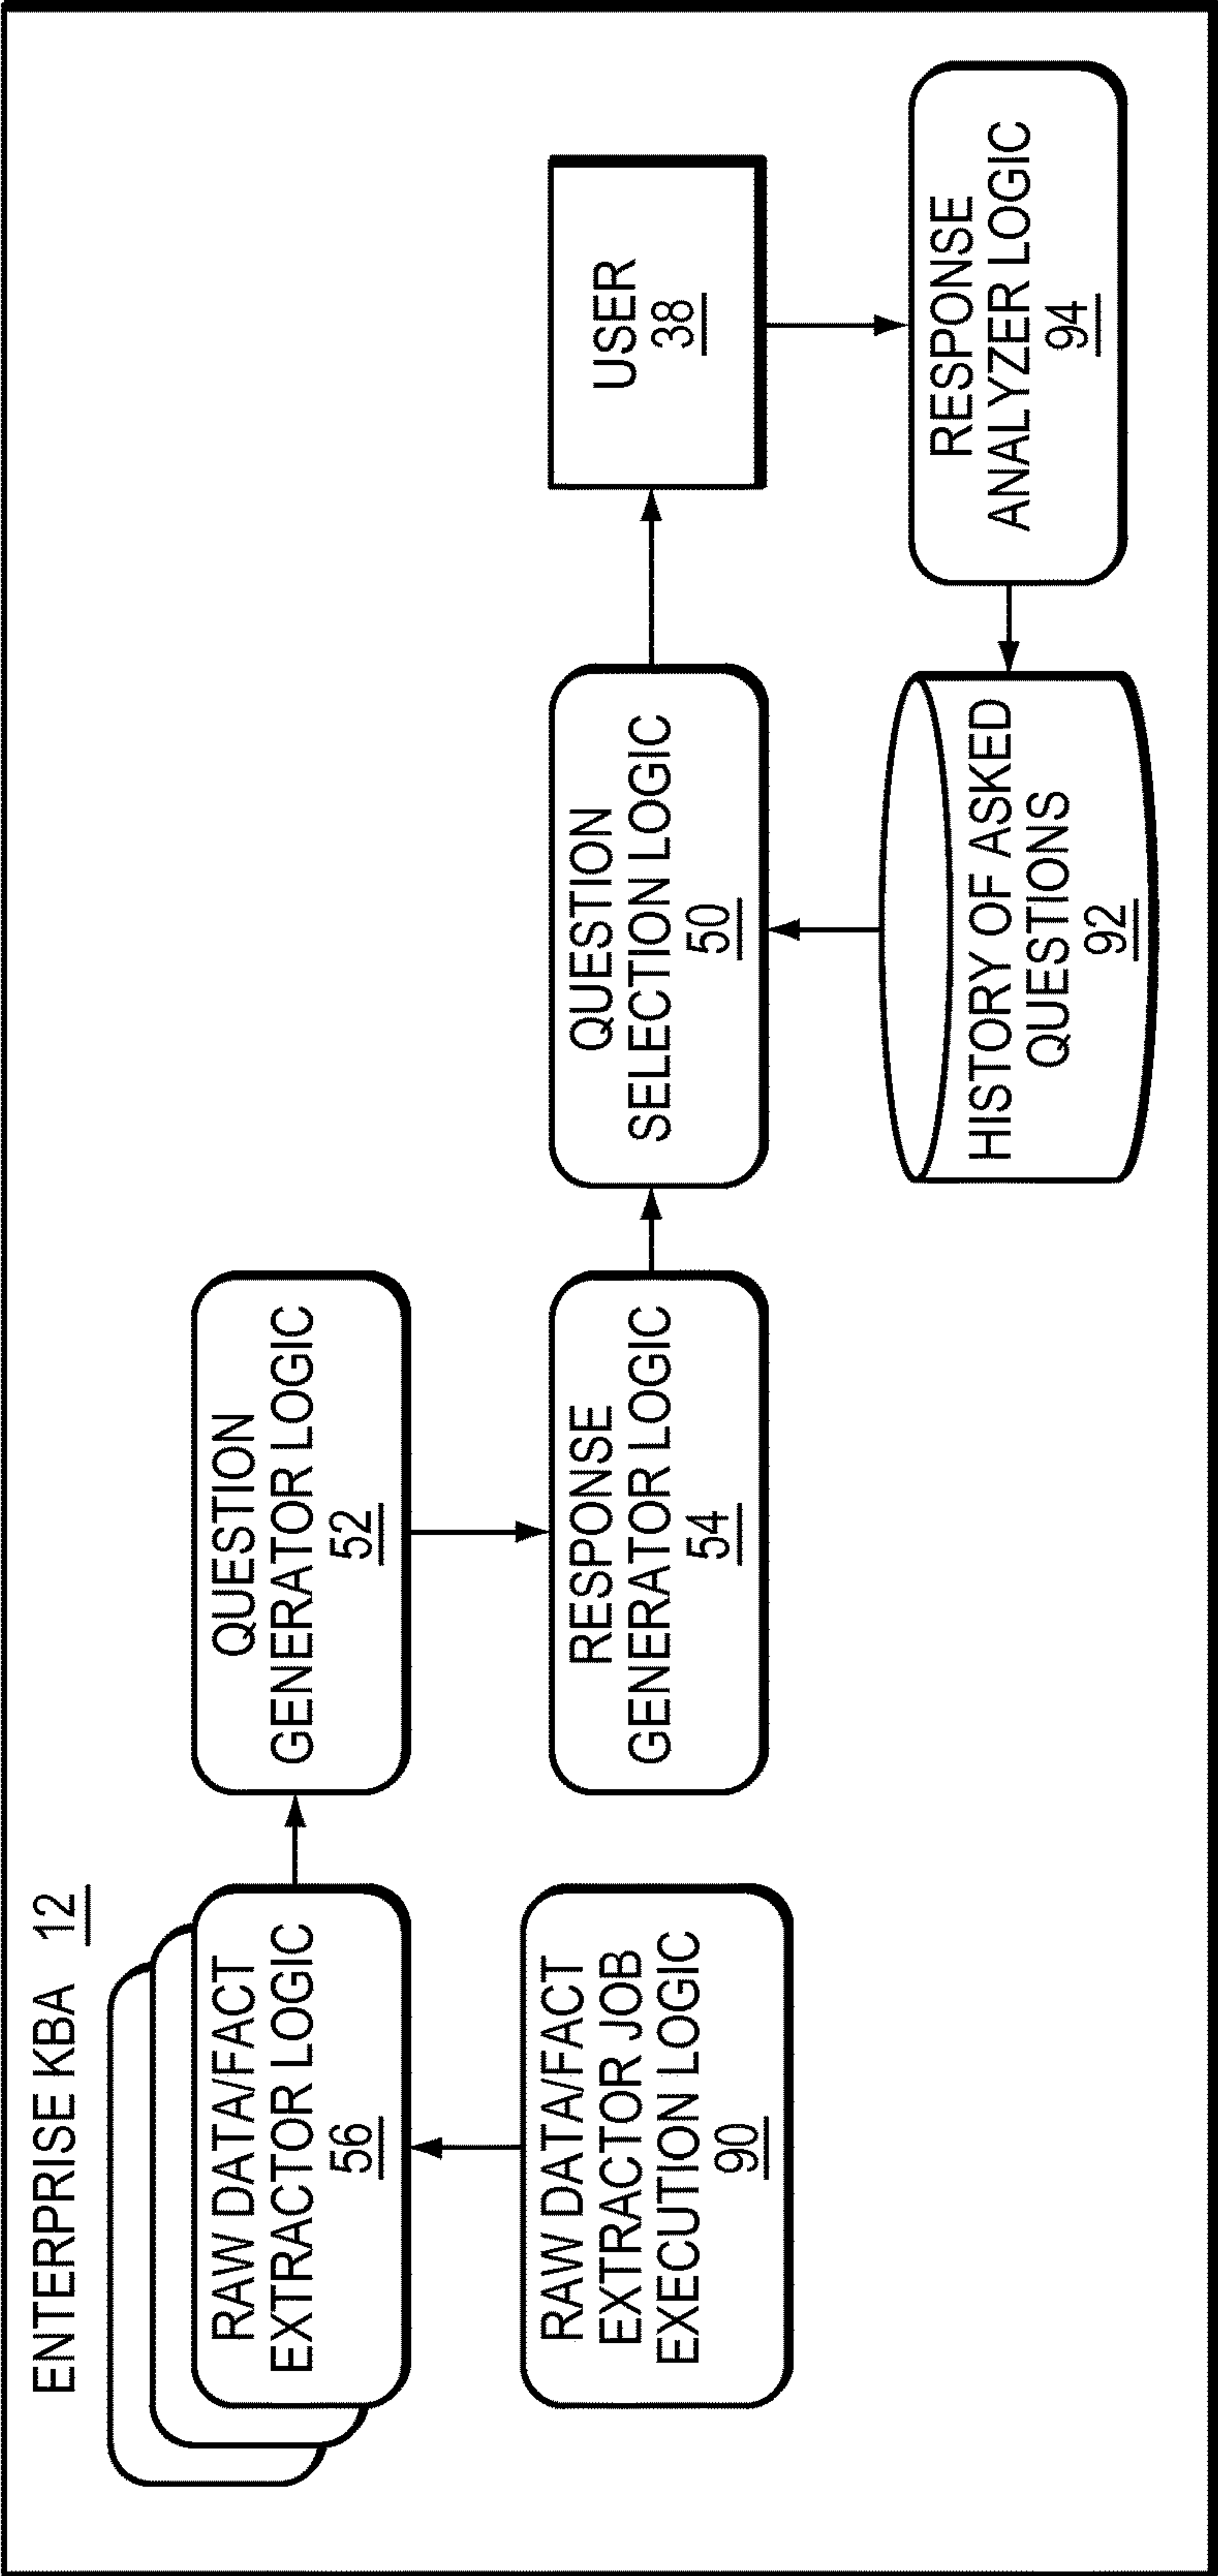 ENTERPRISE KBA 12
RAW DATA/FACT
EXTRACTOR LOGIC
56
RAW DATA/FACT
EXTRACTOR JOB
EXECUTION LOGIC
90
QUESTION
GENERATOR LOGIC
52
RESPONSE
GENERATOR LOGIC
54
QUESTION
SELECTION LOGIC
50
HISTORY OF ASKED
QUESTIONS
92
USER
38
RESPONSE
ANALYZER LOGIC
94